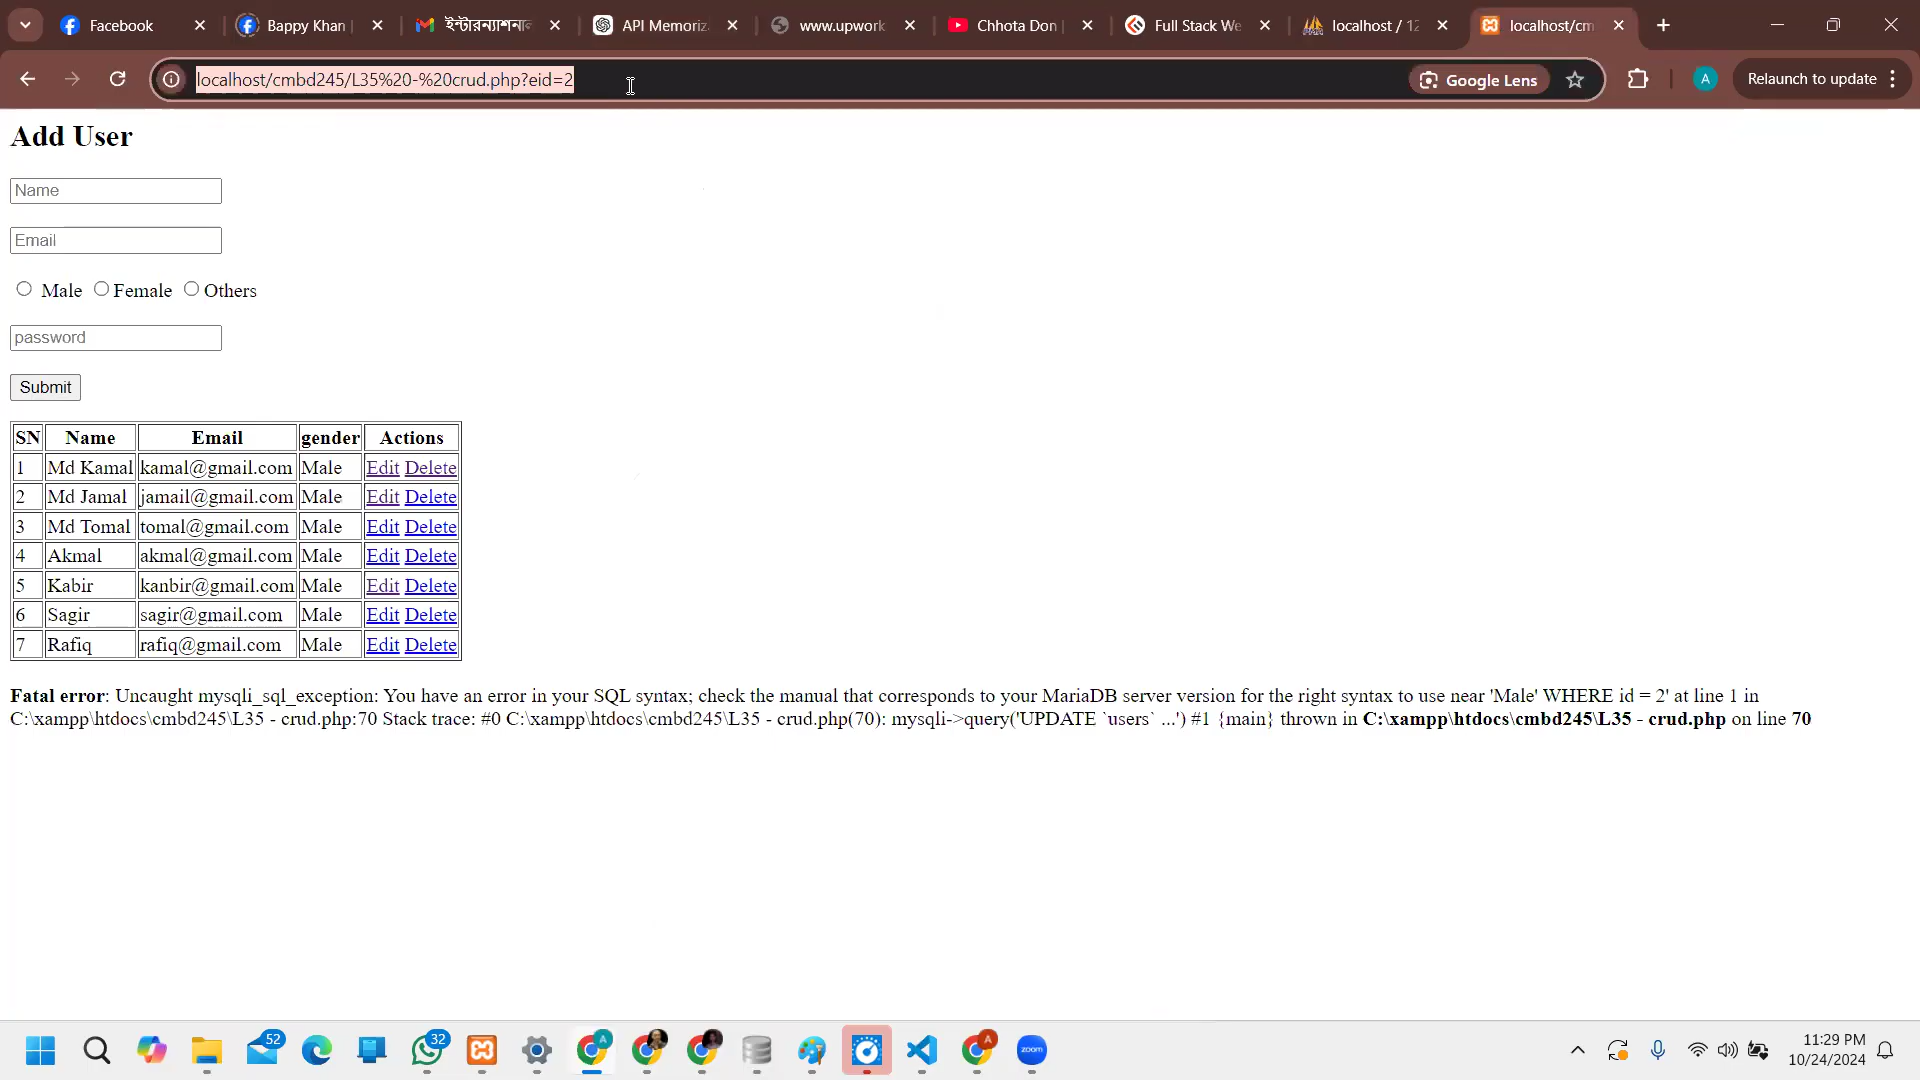 Facebook
Bappy Khan |
ইন্টারন্যাশনাল
API Memoriz
www.upwork
Chhota Don |
Full Stack We
localhost / 12
localhost/cm
localhost/cmbd245/L35%20-%20crud.php?eid=2
Google Lens
A
Relaunch to update
Add User
Name
Email
Male Female Others
password
Submit
SN Name Email gender Actions
1 Md Kamal kamal@gmail.com Male Edit Delete
2 Md Jamal jamail@gmail.com Male Edit Delete
3 Md Tomal tomal@gmail.com Male Edit Delete
4 Akmal akmal@gmail.com Male Edit Delete
5 Kabir kanbir@gmail.com Male Edit Delete
6 Sagir sagir@gmail.com Male Edit Delete
7 Rafiq rafiq@gmail.com Male Edit Delete
Fatal error: Uncaught mysqli_sql_exception: You have an error in your SQL syntax; check the manual that corresponds to your MariaDB server version for the right syntax to use near 'Male' WHERE id = 2' at line 1 in
C:\xampp\htdocs\cmbd245\L35 - crud.php:70 Stack trace: #0 C:\xampp\htdocs\cmbd245\L35 - crud.php(70): mysqli->query('UPDATE `users` ...') #1 {main} thrown in C:\xampp\htdocs\cmbd245\L35 - crud.php on line 70
52
32
A
A
zoom
11:29 PM
10/24/2024